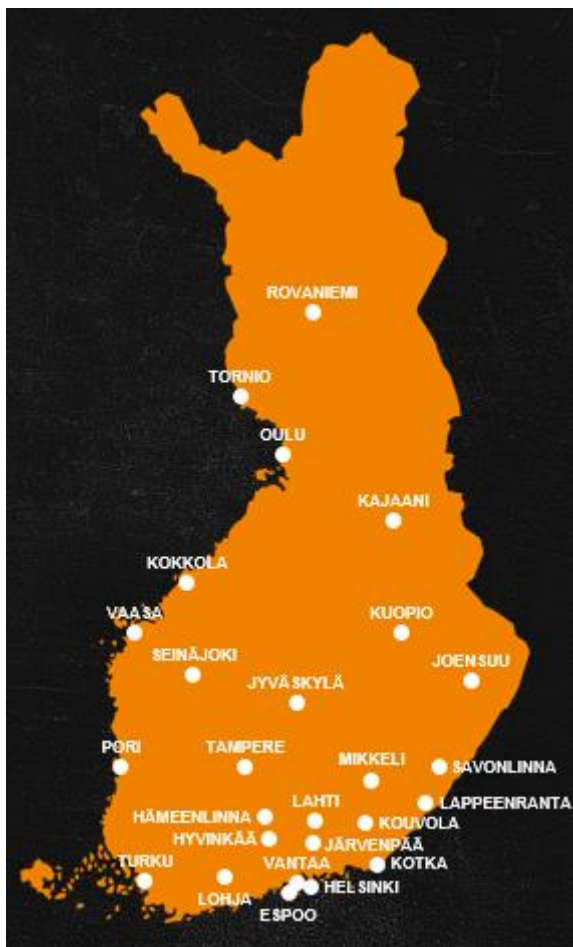 ROVANIEMI
TORNIO
OULU
KAJAANI
KOKKOLA
VAASA
KUOPIO
SEINÄJOKI
JOENSUU
JYVÄSKYLÄ
PORI
TAMPERE
MIKKELI
SAVONLINNA
LAPPEENRANTA
HÄMEENLINNA
LAHTI
KOUVOLA
HYVINKÄÄ
JÄRVENPÄÄ
TURKU
VANTAA
KOTKA
LOHJA
HELSINKI
ESPOO